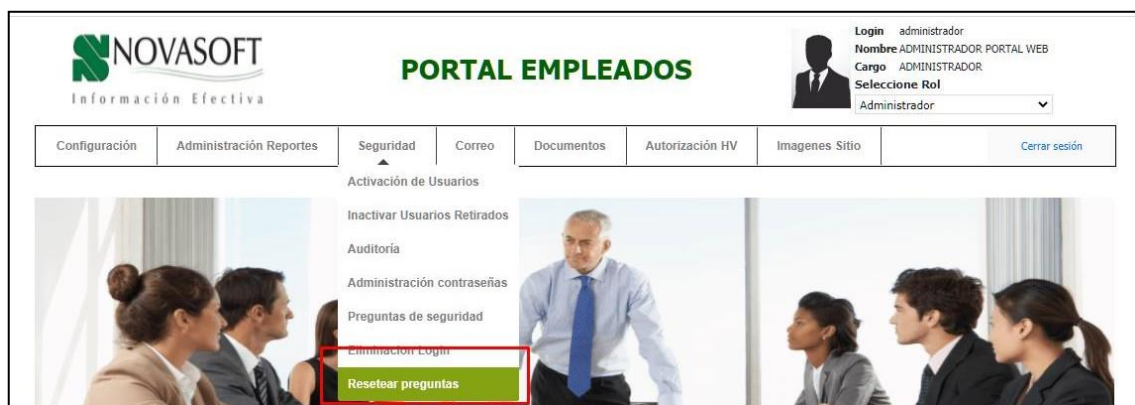 NOVASOFT
Información Efectiva
PORTAL EMPLEADOS
Login administrador
Nombre ADMINISTRADOR PORTAL WEB
Cargo ADMINISTRADOR
Seleccione Rol
Administrador
Configuración Administración Reportes Seguridad Correo Documentos Autorización HV Imagenes Sitio Cerrar sesión
Activación de Usuarios
Inactivar Usuarios Retirados
Auditoría
Administración contraseñas
Preguntas de seguridad
Eliminación Login
Resetear preguntas